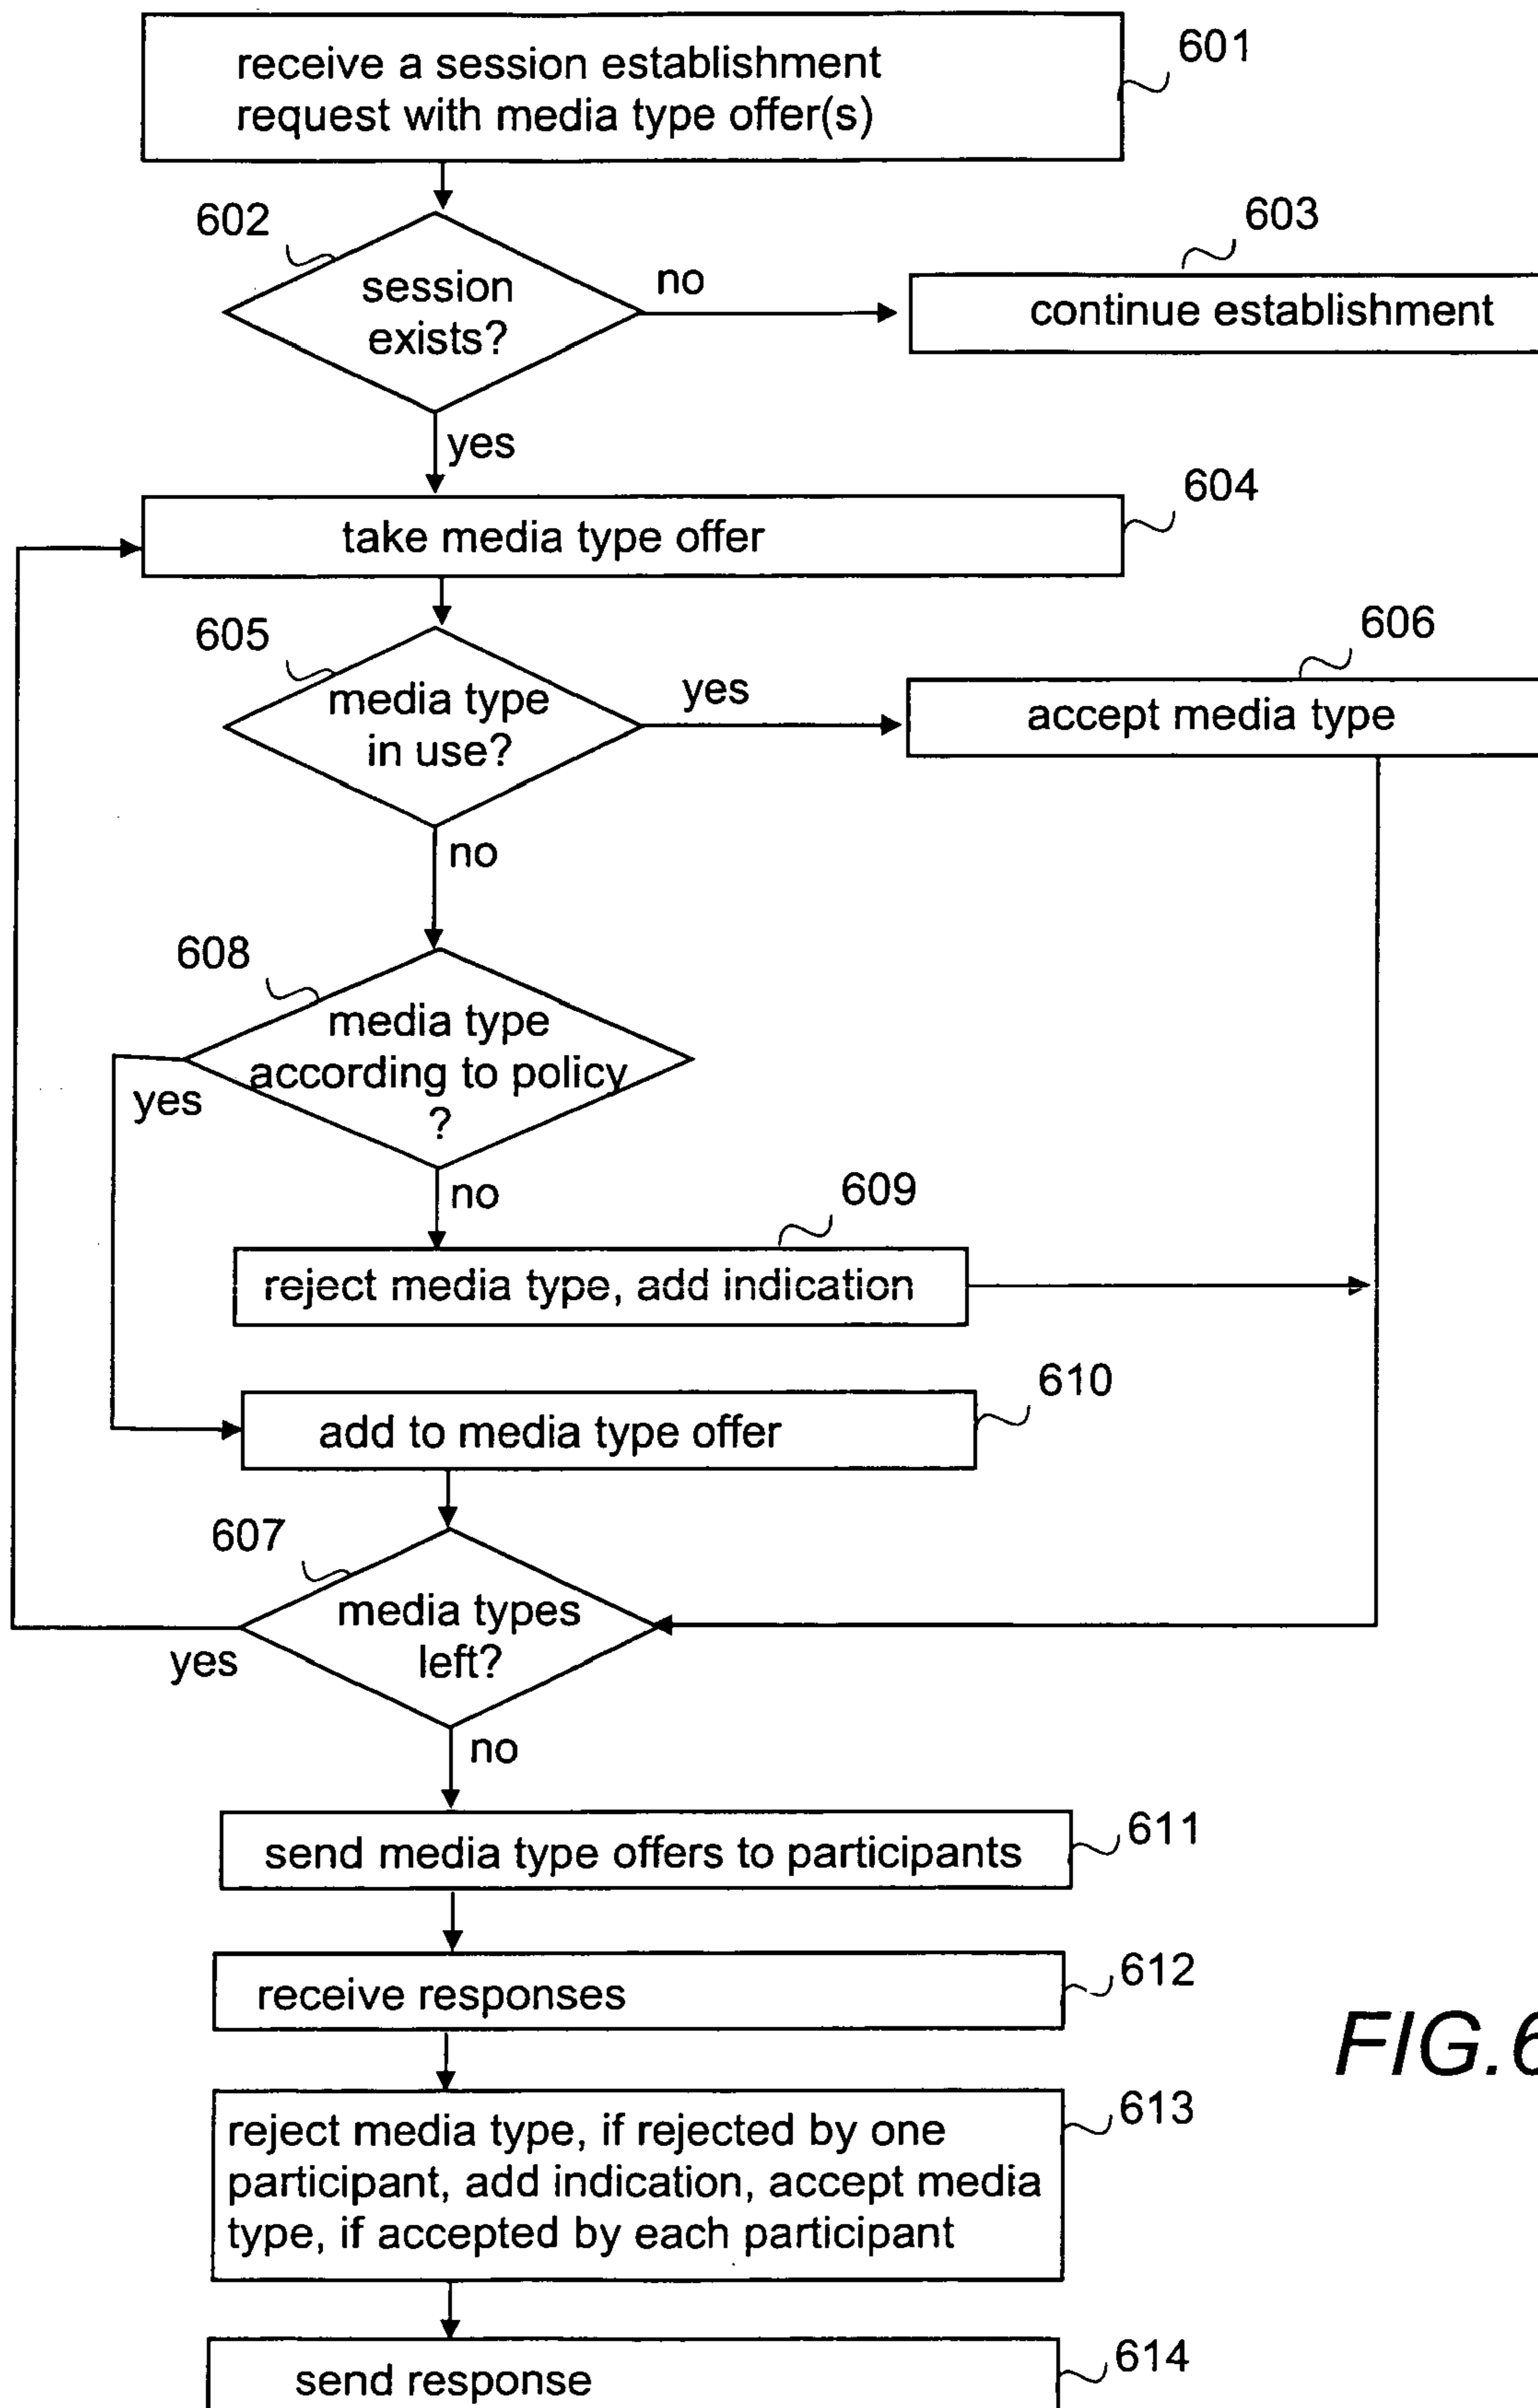 receive a session establishment
request with media type offer(s)
601
602
session
exists?
no
603
continue establishment
yes
604
take media type offer
605
media type
in use?
yes
606
accept media type
no
608
media type
according to policy
?
yes
no
609
reject media type, add indication
610
add to media type offer
607
media types
left?
yes
no
send media type offers to participants
611
receive responses
612
FIG.6
reject media type, if rejected by one
participant, add indication, accept media
type, if accepted by each participant
613
send response
614